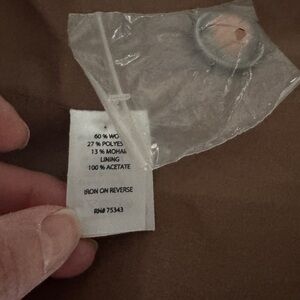 60 % WO
27 % POLYES
13 % MOHAI
LINING
100 % ACETATE
IRON ON REVERSE
RN# 75343